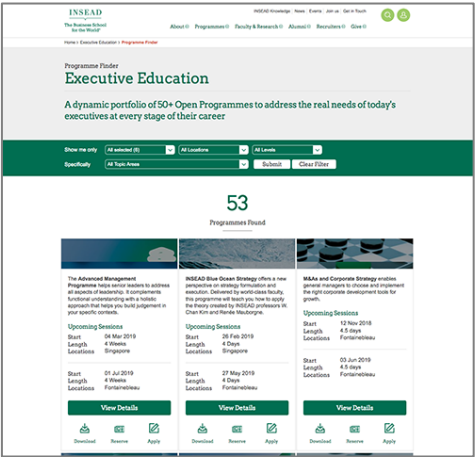 INSEAD
The Business School
for the World®
INSEAD Knowledge News Events Join us Get in Touch
About Programmes Faculty & Research Alumni Recruiters Give
Home > Executive Education > Programme Finder
Programme Finder
Executive Education
A dynamic portfolio of 50+ Open Programmes to address the real needs of today's
executives at every stage of their career
Show me only All selected (6) All Locations All Levels
Specifically All Topic Areas Submit Clear Filter
53
Programmes Found
The Advanced Management
Programme helps senior leaders to address
all aspects of leadership. It complements
functional understanding with a holistic
approach that helps you build judgement in
your specific contexts.
Upcoming Sessions
Start 04 Mar 2019
Length 4 Weeks
Locations Singapore
Start 01 Jul 2019
Length 4 Weeks
Locations Fontainebleau
View Details
Download Reserve Apply
INSEAD Blue Ocean Strategy offers a new
perspective on strategy formulation and
execution. Delivered by world-class faculty,
this programme will teach you how to apply
the theory created by INSEAD professors W.
Chan Kim and Renée Mauborgne.
Upcoming Sessions
Start 26 Feb 2019
Length 4 Days
Locations Singapore
Start 27 May 2019
Length 4 Days
Locations Fontainebleau
View Details
Download Reserve Apply
M&As and Corporate Strategy enables
general managers to choose and implement
the right corporate development tools for
growth.
Upcoming Sessions
Start 12 Nov 2018
Length 4.5 days
Locations Fontainebleau
Start 03 Jun 2019
Length 4.5 days
Locations Fontainebleau
View Details
Download Reserve Apply